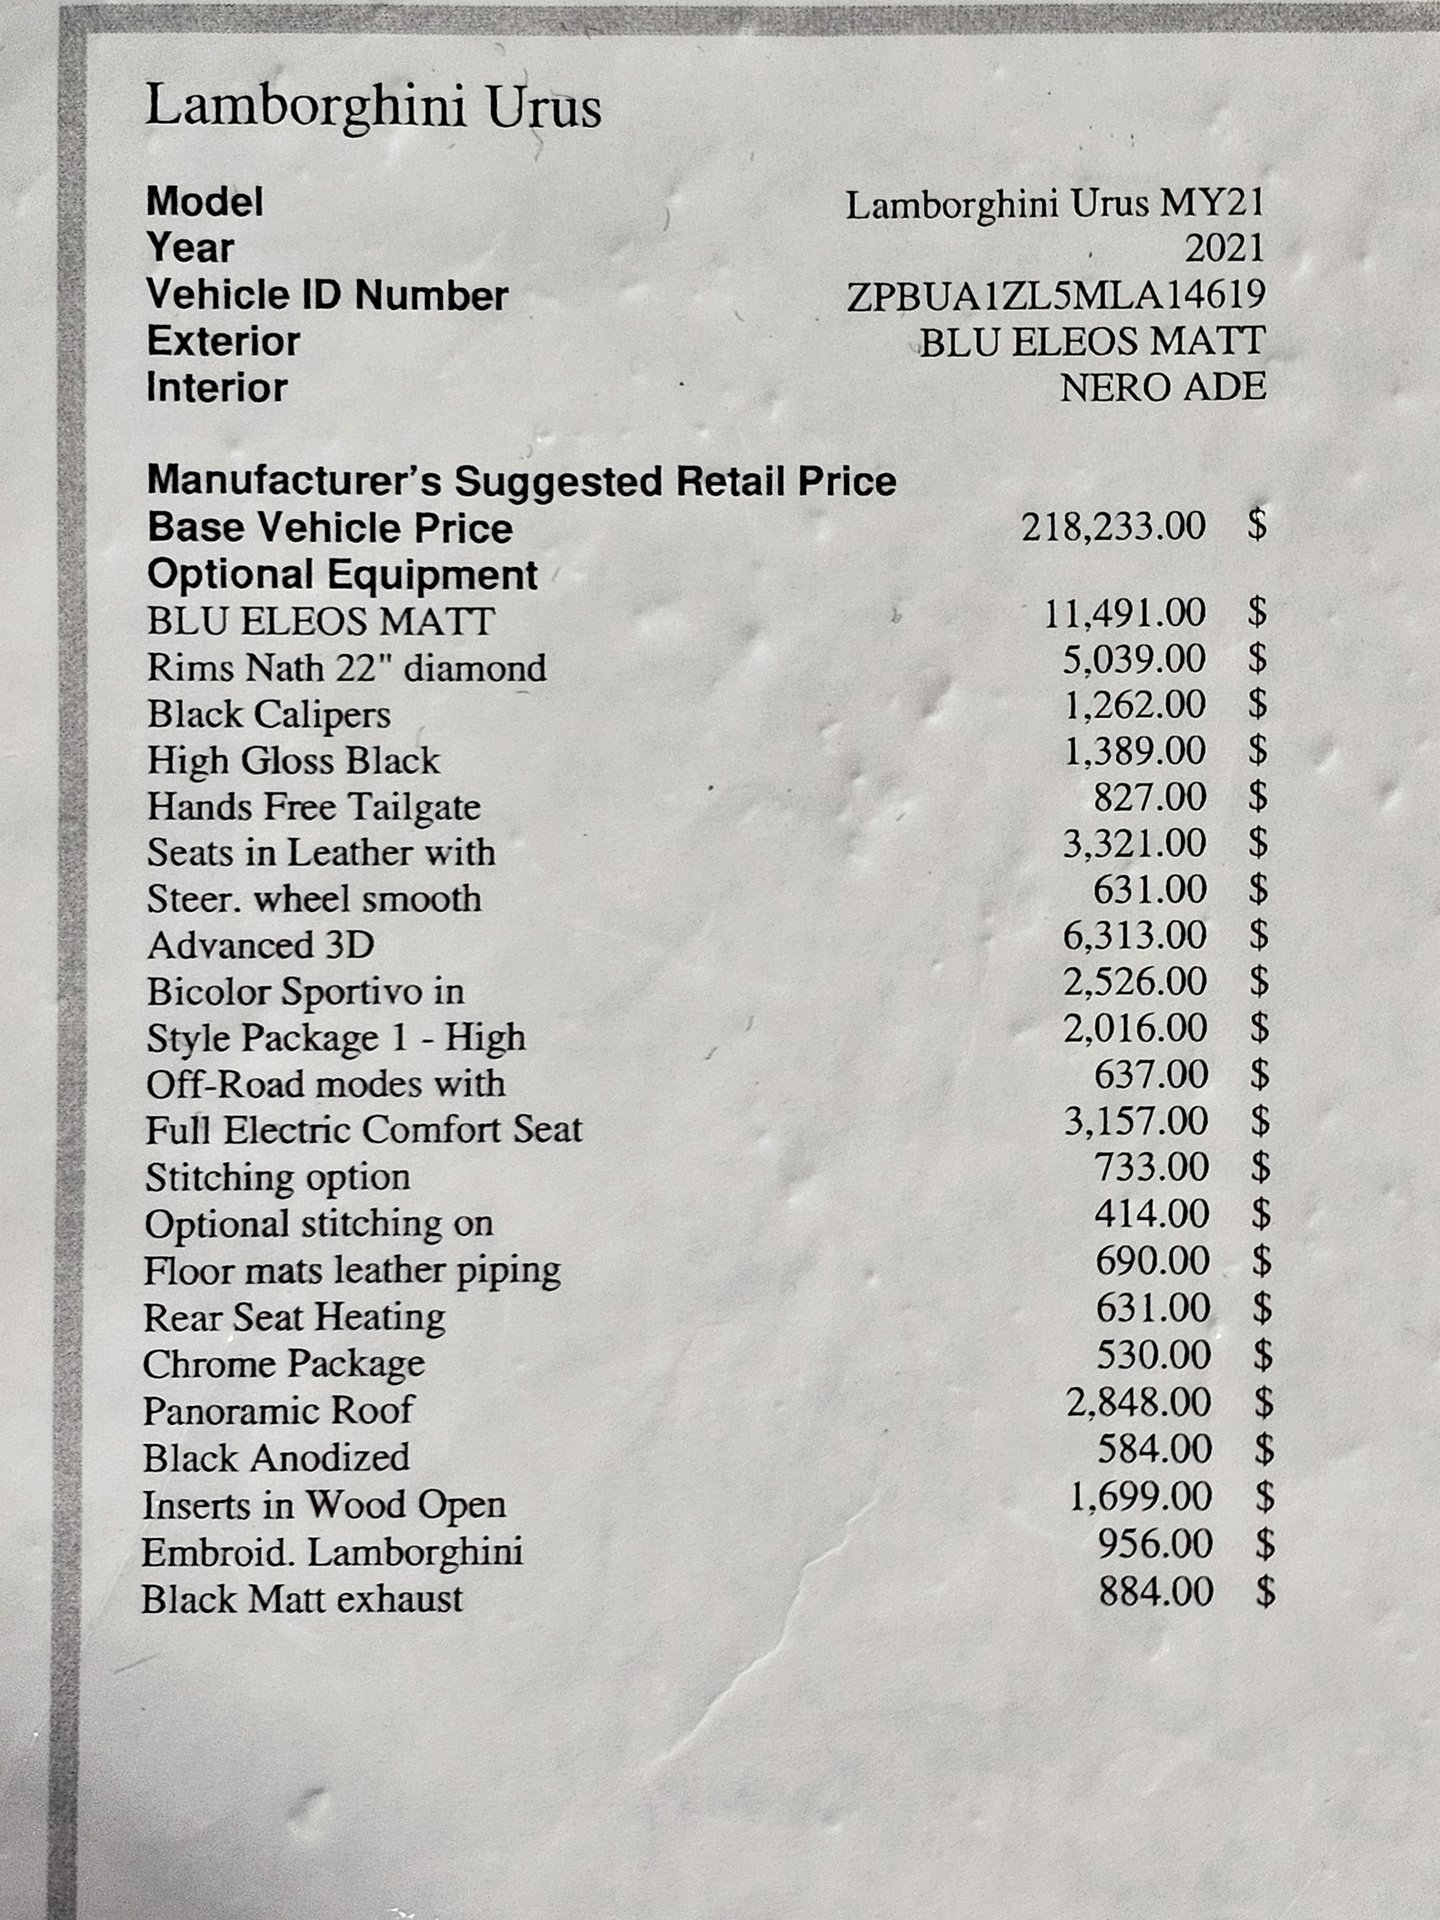 Lamborghini Urus
Model Lamborghini Urus MY21
Year 2021
Vehicle ID Number ZPBUA1ZL5MLA14619
Exterior BLU ELEOS MATT
Interior NERO ADE
Manufacturer's Suggested Retail Price
Base Vehicle Price 218,233.00 $
Optional Equipment
BLU ELEOS MATT 11,491.00 $
Rims Nath 22" diamond 5,039.00 $
Black Calipers 1,262.00 $
High Gloss Black 1,389.00 $
Hands Free Tailgate 827.00 $
Seats in Leather with 3,321.00 $
Steer. wheel smooth 631.00 $
Advanced 3D 6,313.00 $
Bicolor Sportivo in 2,526.00 $
Style Package 1 - High 2,016.00 $
Off-Road modes with 637.00 $
Full Electric Comfort Seat 3,157.00 $
Stitching option 733.00 $
Optional stitching on 414.00 $
Floor mats leather piping 690.00 $
Rear Seat Heating 631.00 $
Chrome Package 530.00 $
Panoramic Roof 2,848.00 $
Black Anodized 584.00 $
Inserts in Wood Open 1,699.00 $
Embroid. Lamborghini 956.00 $
Black Matt exhaust 884.00 $